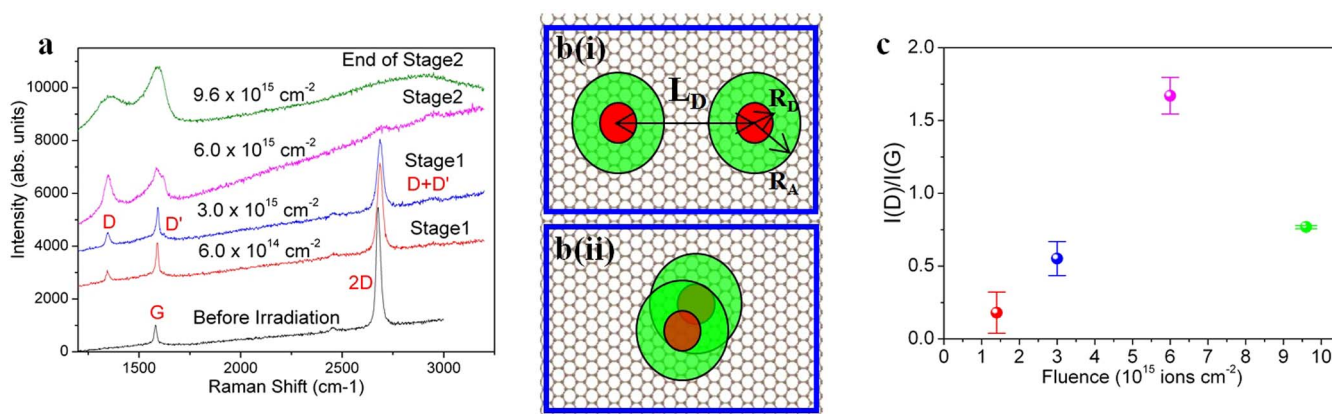 a
End of Stage2
9.6 x 10¹⁵ cm⁻²
Stage2
6.0 x 10¹⁵ cm⁻²
Stage1
D+D'
D
D'
3.0 x 10¹⁵ cm⁻²
Stage1
6.0 x 10¹⁴ cm⁻²
2D
G
Before Irradiation
10000
8000
6000
4000
2000
0
Intensity (abs. units)
1500
2000
2500
3000
Raman Shift (cm-1)
b(i)
L_D
R_D
R_A
b(ii)
c
2.0
1.5
1.0
0.5
0.0
I(D)/I(G)
0 1 2 3 4 5 6 7 8 9 10
Fluence (10¹⁵ ions cm⁻²)